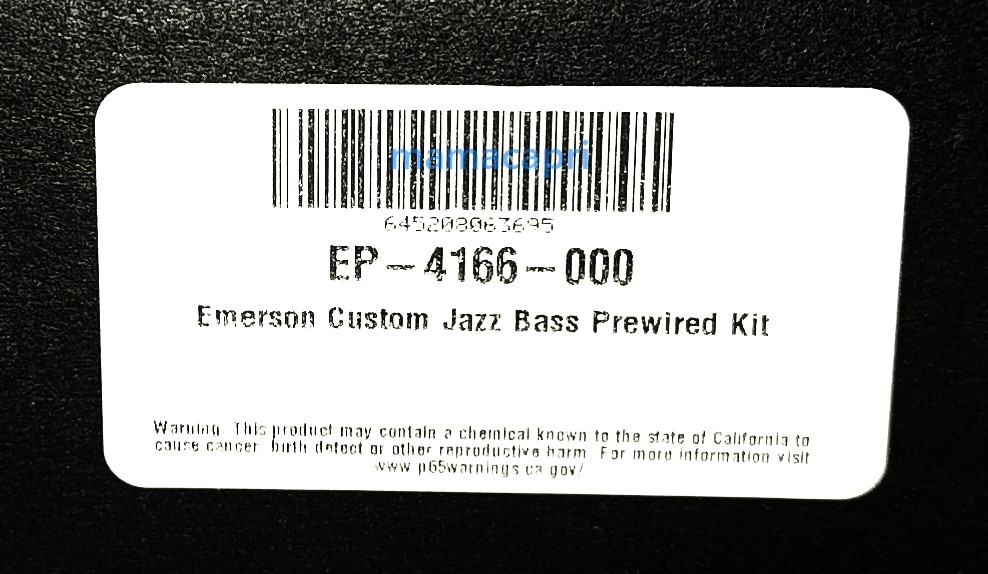 mamacapri
645208063695
EP-4166-000
Emerson Custom Jazz Bass Prewired Kit
Warning This product may contain a chemical known to the state of California to
cause cancer birth defect or other reproductive harm For more information visit
www p65warnings ca gov/